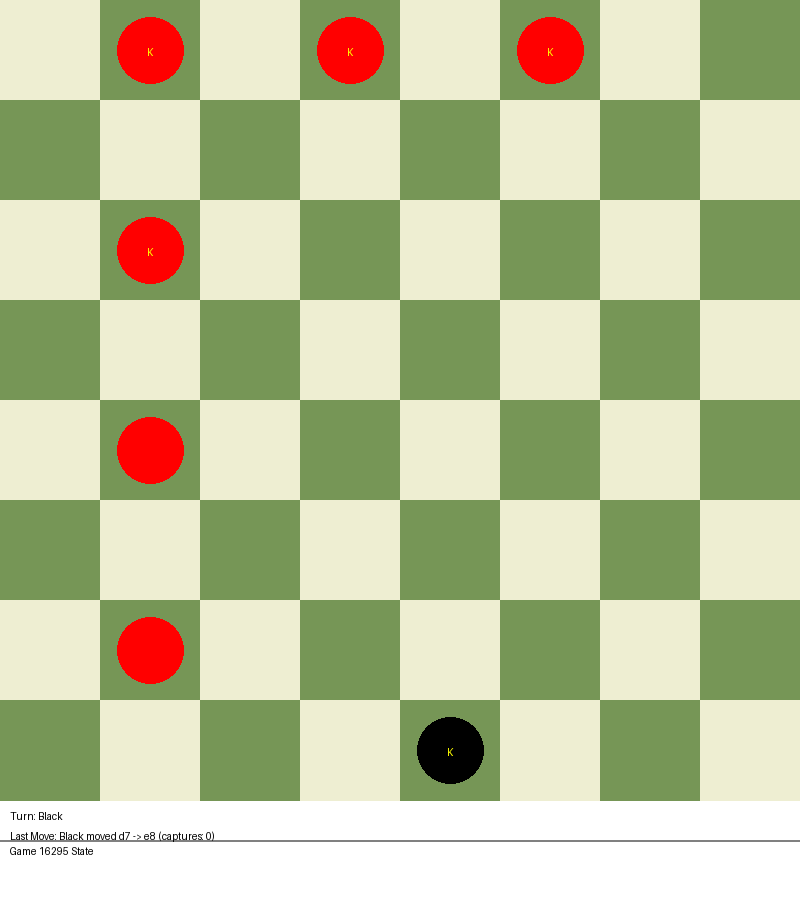 K K K
K
K
Turn: Black
Last Move: Black moved d7 -> e8 (captures: 0)
Game 16295 State